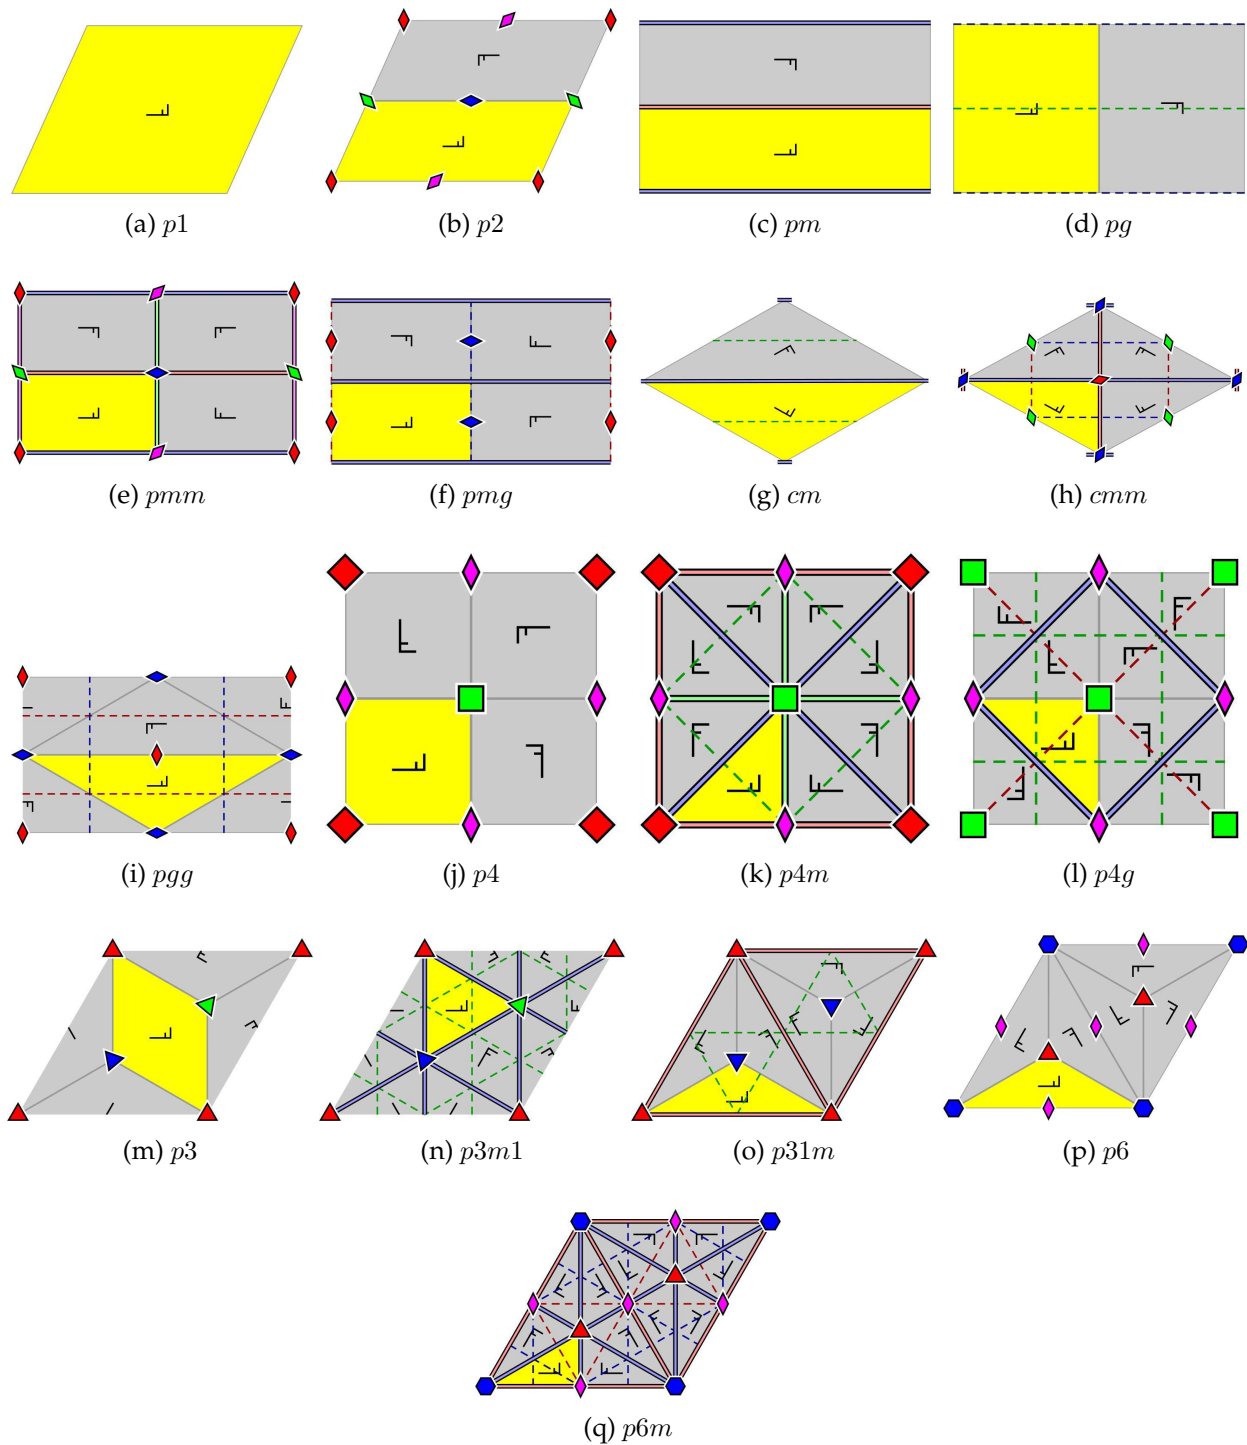 (a) p1
(b) p2
(c) pm
(d) pg
(e) pmm
(f) pmg
(g) cm
(h) cmm
(i) pgg
(j) p4
(k) p4m
(l) p4g
(m) p3
(n) p3m1
(o) p31m
(p) p6
(q) p6m